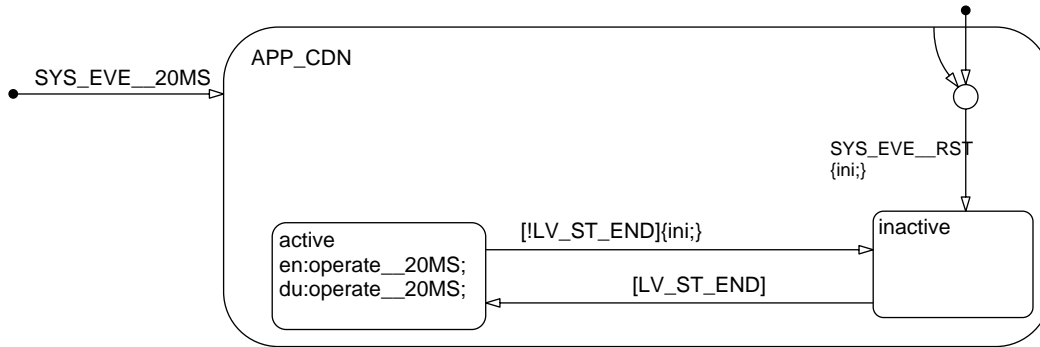 APP_CDN
SYS_EVE__20MS
SYS_EVE__RST
{ini;}
active
en:operate__20MS;
du:operate__20MS;
[!LV_ST_END]{ini;}
[LV_ST_END]
inactive